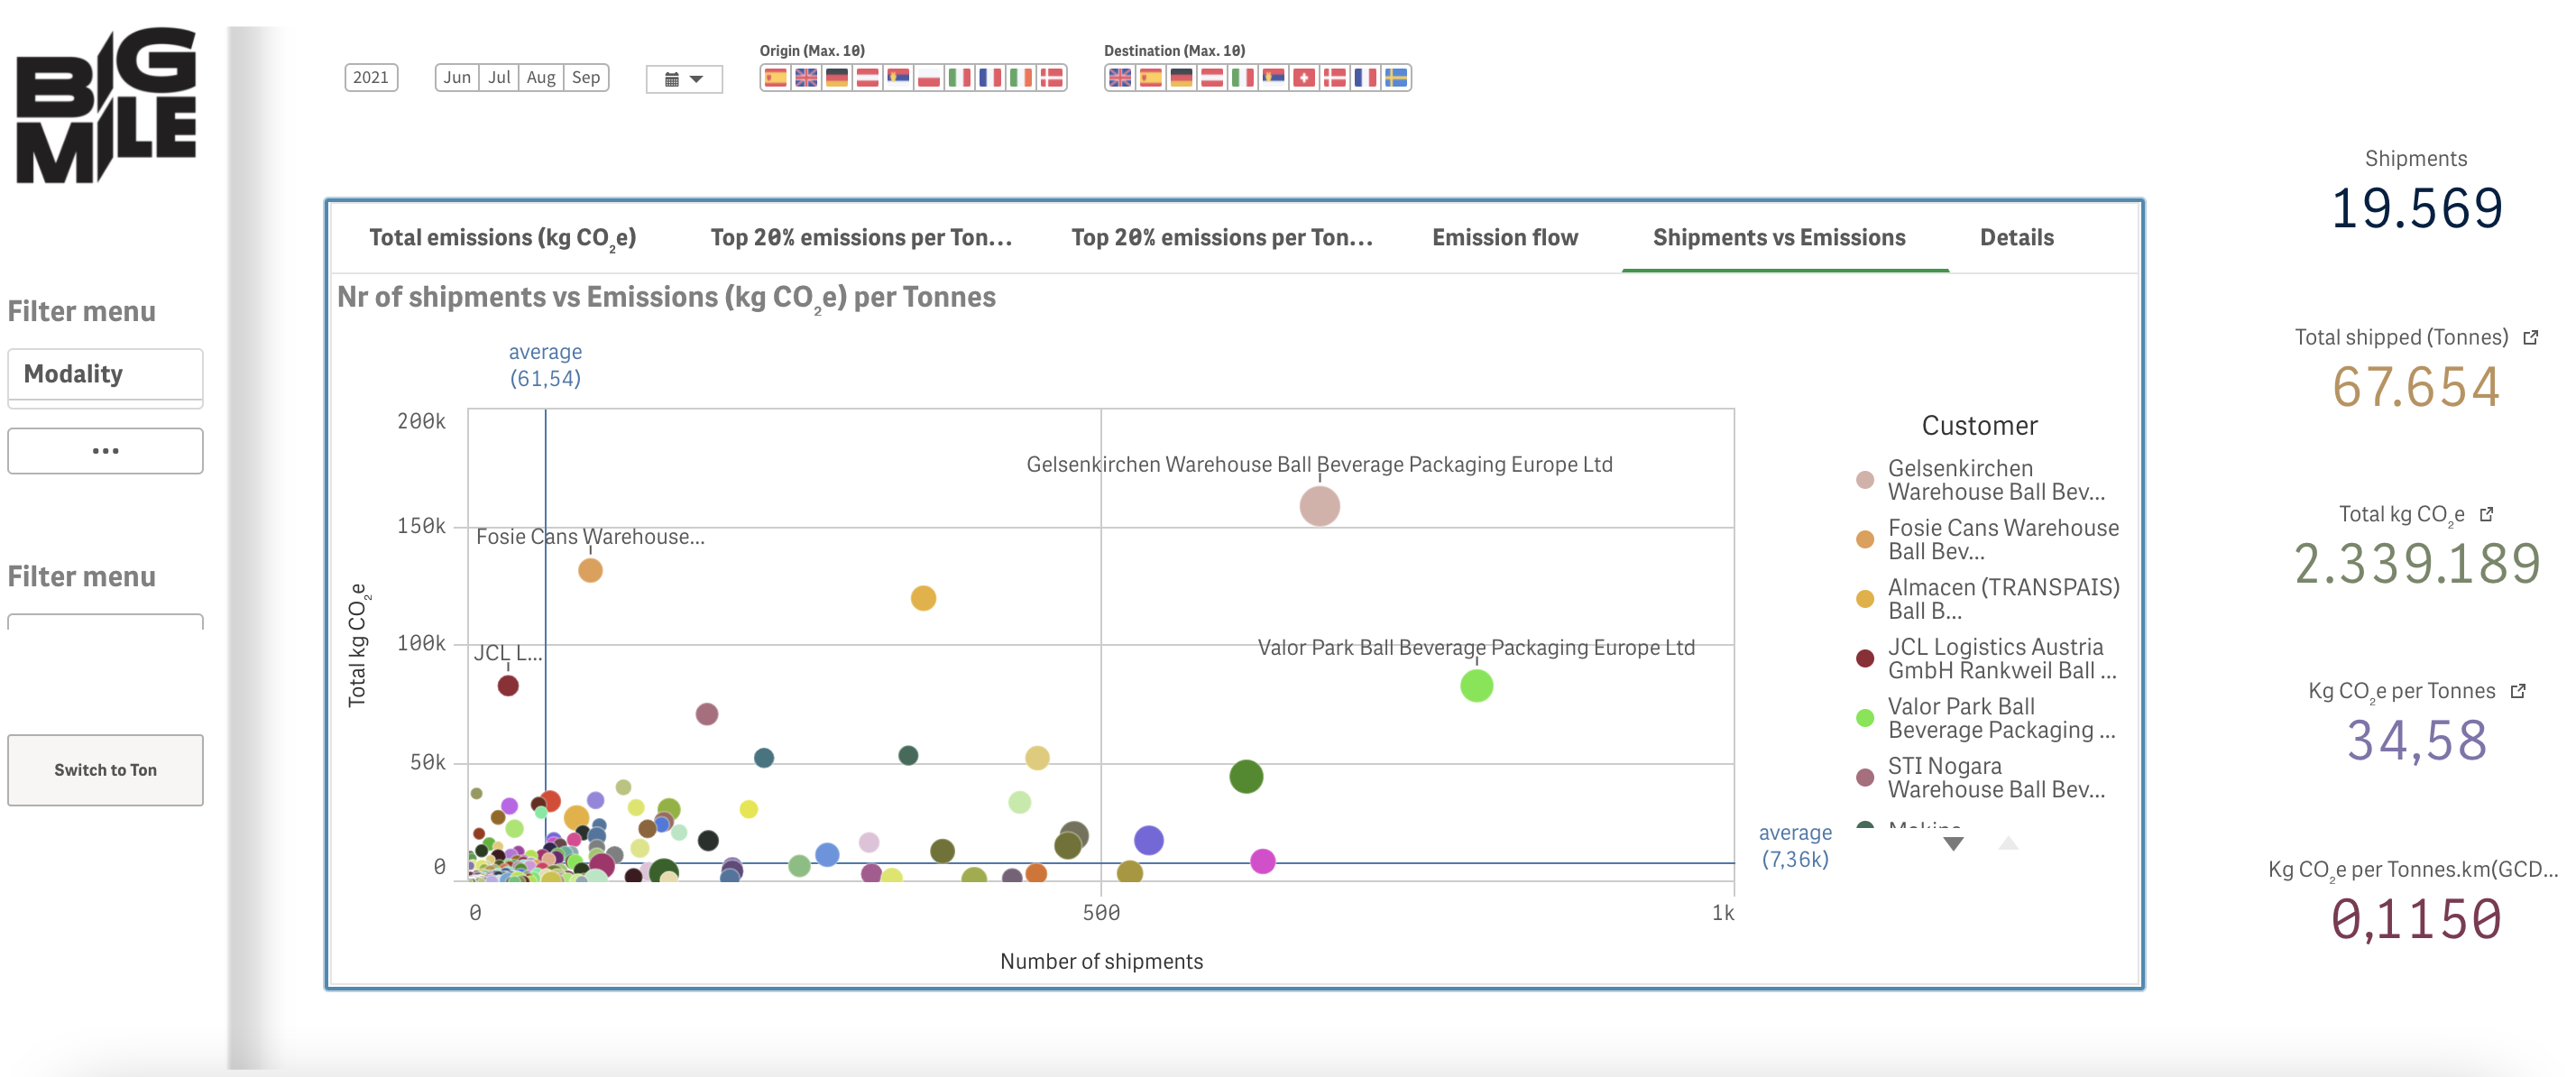 BIG
MILE
2021
Jun Jul Aug Sep
Origin (Max. 10)
Destination (Max. 10)
Filter menu
Modality
...
Filter menu
Switch to Ton
Total emissions (kg CO₂e)
Top 20% emissions per Ton...
Top 20% emissions per Ton...
Emission flow
Shipments vs Emissions
Details
Nr of shipments vs Emissions (kg CO₂e) per Tonnes
average
(61,54)
200k
150k
100k
50k
0
Total kg CO₂e
Gelsenkirchen Warehouse Ball Beverage Packaging Europe Ltd
Fosie Cans Warehouse...
JCL L...
Valor Park Ball Beverage Packaging Europe Ltd
average
(7,36k)
0
500
1k
Number of shipments
Customer
Gelsenkirchen
Warehouse Ball Bev...
Fosie Cans Warehouse
Ball Bev...
Almacen (TRANSPAIS)
Ball B...
JCL Logistics Austria
GmbH Rankweil Ball ...
Valor Park Ball
Beverage Packaging ...
STI Nogara
Warehouse Ball Bev...
Shipments
19.569
Total shipped (Tonnes)
67.654
Total kg CO₂e
2.339.189
Kg CO₂e per Tonnes
34,58
Kg CO₂e per Tonnes.km(GCD...
0,1150